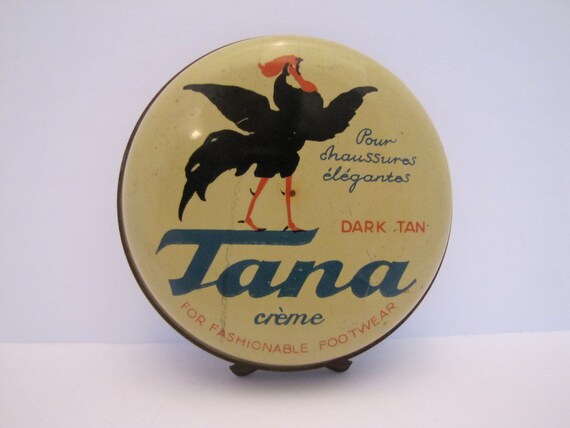 Pour
chaussures
élégantes
DARK TAN
Tana
crème
FOR FASHIONABLE FOOTWEAR